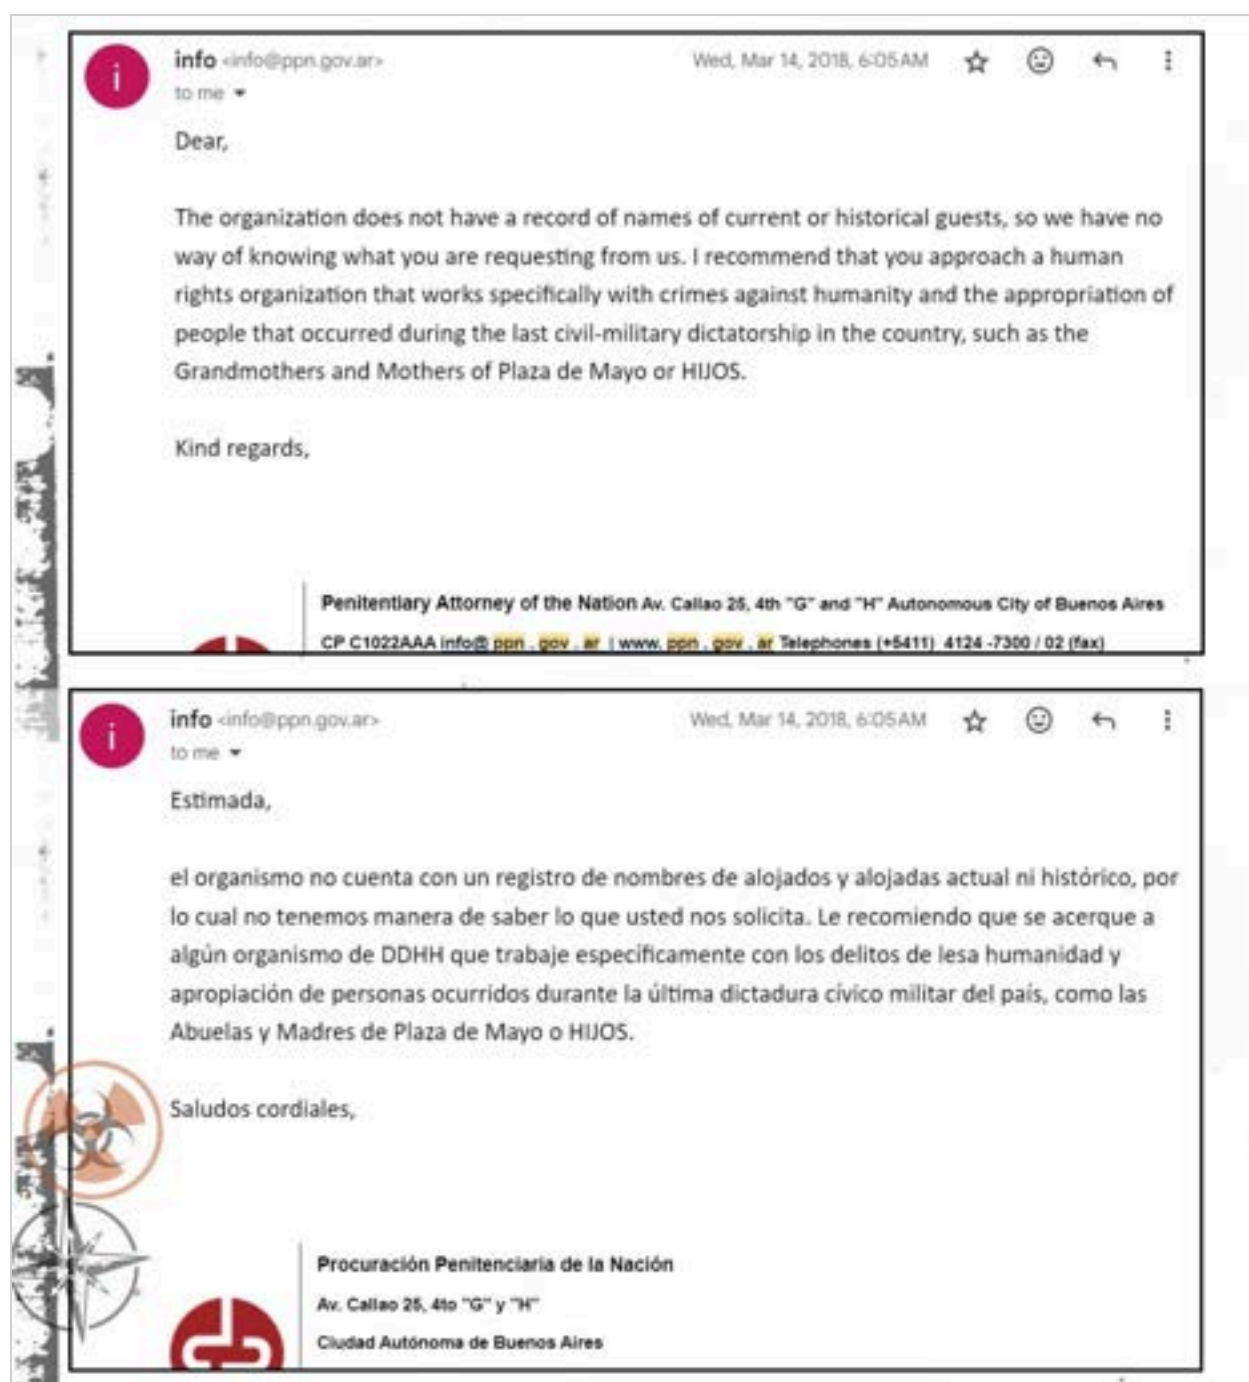 i
info <info@ppn.gov.ar>
Wed, Mar 14, 2018, 6:05 AM
to me
Dear,
The organization does not have a record of names of current or historical guests, so we have no
way of knowing what you are requesting from us. I recommend that you approach a human
rights organization that works specifically with crimes against humanity and the appropriation of
people that occurred during the last civil-military dictatorship in the country, such as the
Grandmothers and Mothers of Plaza de Mayo or HIJOS.
Kind regards,
Penitentiary Attorney of the Nation Av. Callao 25, 4th "G" and "H" Autonomous City of Buenos Aires
CP C1022AAA info@ ppn . gov . ar | www. ppn . gov . ar Telephones (+5411) 4124 -7300 / 02 (fax)
i
info <info@ppn.gov.ar>
Wed, Mar 14, 2018, 6:05 AM
to me
Estimada,
el organismo no cuenta con un registro de nombres de alojados y alojadas actual ni histórico, por
lo cual no tenemos manera de saber lo que usted nos solicita. Le recomiendo que se acerque a
algún organismo de DDHH que trabaje específicamente con los delitos de lesa humanidad y
apropiación de personas ocurridos durante la última dictadura cívico militar del país, como las
Abuelas y Madres de Plaza de Mayo o HIJOS.
Saludos cordiales,
Procuración Penitenciaria de la Nación
Av. Callao 25, 4to "G" y "H"
Ciudad Autónoma de Buenos Aires